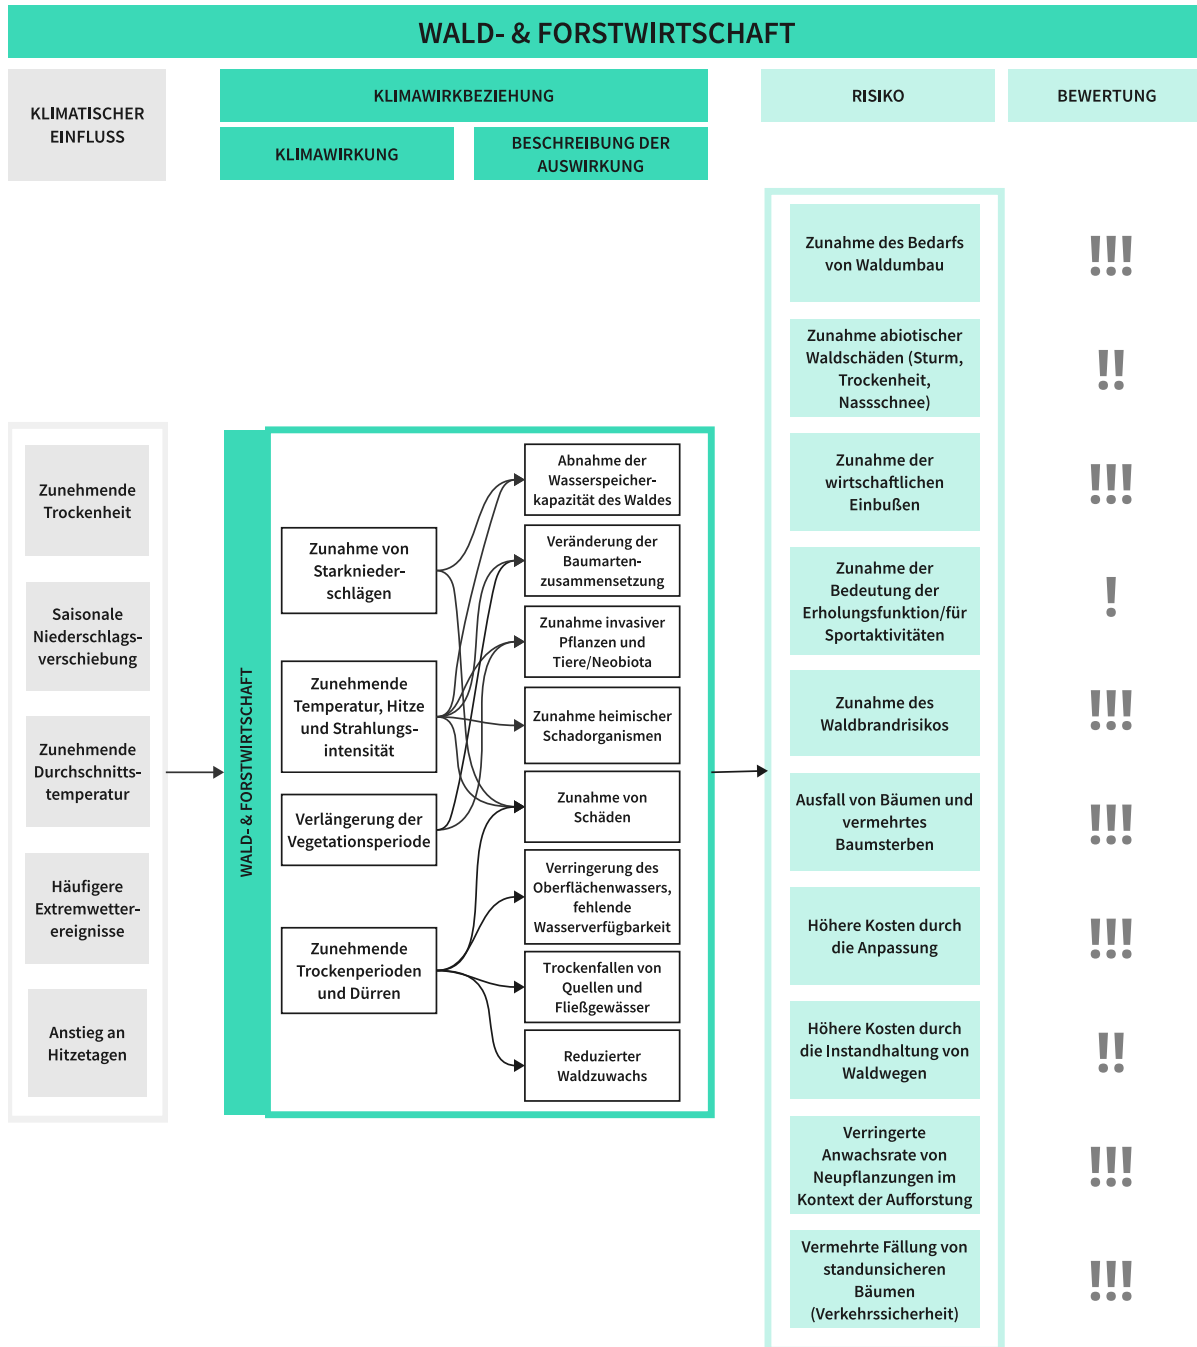 WALD- & FORSTWIRTSCHAFT
KLIMATISCHER
EINFLUSS
KLIMAWIRKBEZIEHUNG
KLIMAWIRKUNG
BESCHREIBUNG DER
AUSWIRKUNG
RISIKO
BEWERTUNG
Zunehmende
Trockenheit
Saisonale
Niederschlags-
verschiebung
Zunehmende
Durchschnitts-
temperatur
Häufigere
Extremwetter-
ereignisse
Anstieg an
Hitzetagen
WALD- & FORSTWIRTSCHAFT
Zunahme von
Starknieder-
schlägen
Zunehmende
Temperatur, Hitze
und Strahlungs-
intensität
Verlängerung der
Vegetationsperiode
Zunehmende
Trockenperioden
und Dürren
Abnahme der
Wasserspeicher-
kapazität des Waldes
Veränderung der
Baumarten-
zusammensetzung
Zunahme invasiver
Pflanzen und
Tiere/Neobiota
Zunahme heimischer
Schadorganismen
Zunahme von
Schäden
Verringerung des
Oberflächenwassers,
fehlende
Wasserverfügbarkeit
Trockenfallen von
Quellen und
Fließgewässer
Reduzierter
Waldzuwachs
Zunahme des Bedarfs
von Waldumbau
!!!
Zunahme abiotischer
Waldschäden (Sturm,
Trockenheit,
Nassschnee)
!!
Zunahme der
wirtschaftlichen
Einbußen
!!!
Zunahme der
Bedeutung der
Erholungsfunktion/für
Sportaktivitäten
!
Zunahme des
Waldbrandrisikos
!!!
Ausfall von Bäumen und
vermehrtes
Baumsterben
!!!
Höhere Kosten durch
die Anpassung
!!!
Höhere Kosten durch
die Instandhaltung von
Waldwegen
!!
Verringerte
Anwachsrate von
Neupflanzungen im
Kontext der Aufforstung
!!!
Vermehrte Fällung von
standunsicheren
Bäumen
(Verkehrssicherheit)
!!!